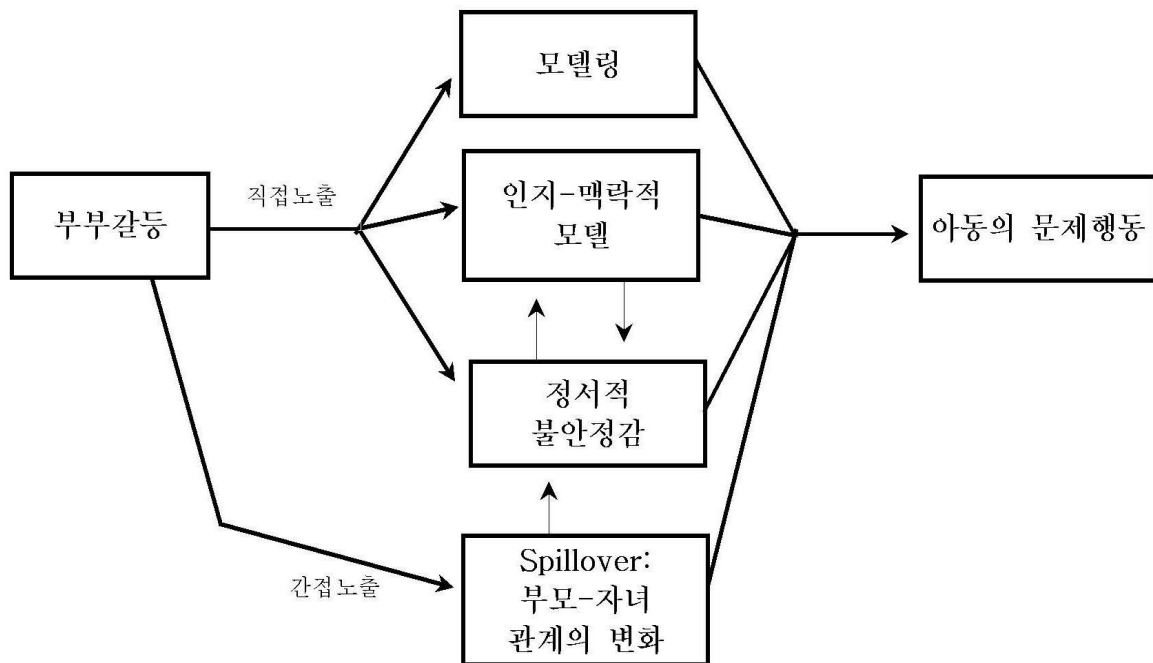 모델링
직접노출
인지-맥락적
모델
부부갈등
아동의 문제행동
정서적
불안정감
간접노출
Spillover:
부모-자녀
관계의 변화